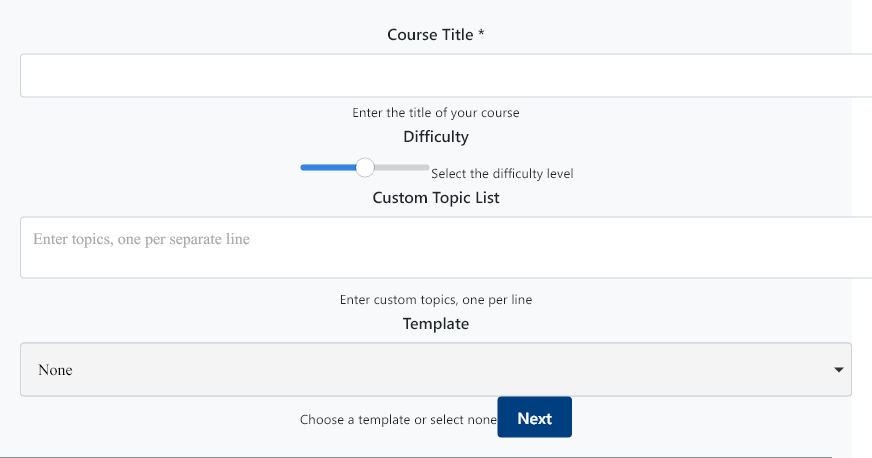 Course Title *
Enter the title of your course
Difficulty
Select the difficulty level
Custom Topic List
Enter topics, one per separate line
Enter custom topics, one per line
Template
None
Choose a template or select none Next